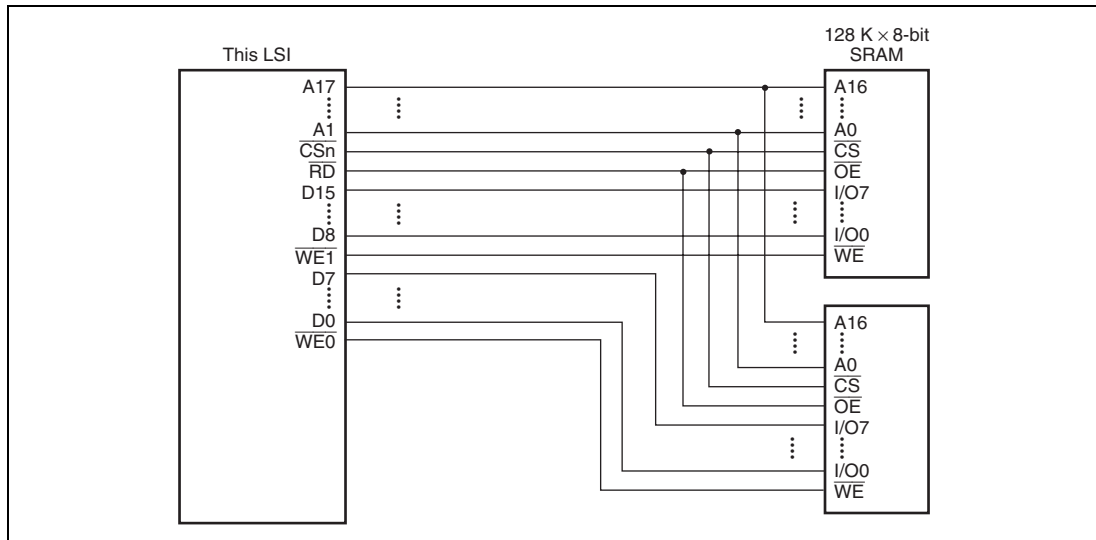 This LSI
A17
A1
CSn
RD
D15
D8
WE1
D7
D0
WE0
128 K × 8-bit
SRAM
A16
A0
CS
OE
I/O7
I/O0
WE
A16
A0
CS
OE
I/O7
I/O0
WE